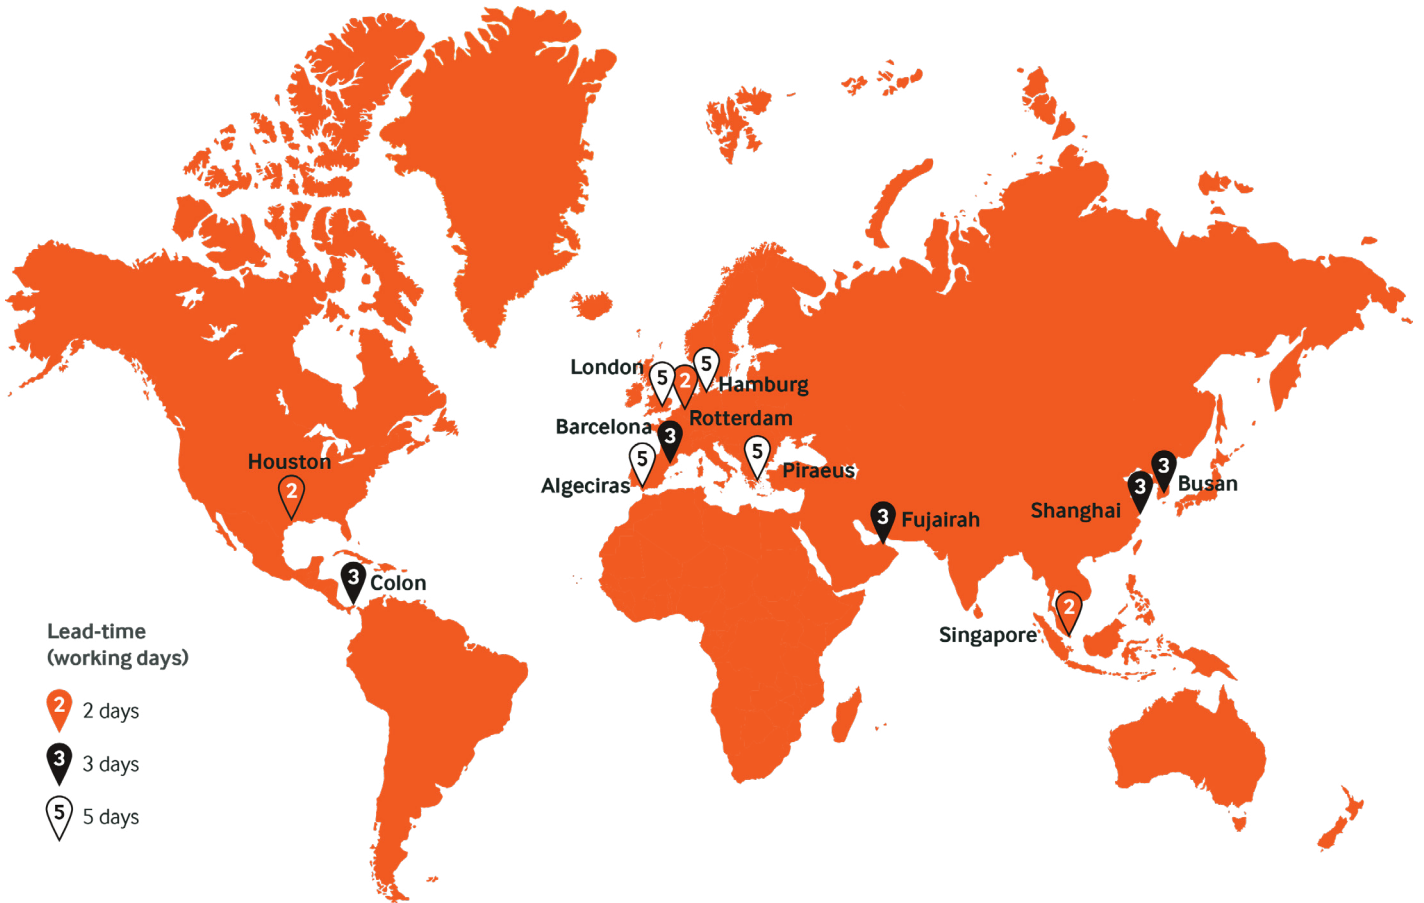 London
5
2
5
Hamburg
Rotterdam
Barcelona
3
5
Piraeus
Algeciras
5
Houston
2
3
Busan
3
Shanghai
3
Fujairah
3
Colon
2
Singapore
Lead-time
(working days)
2
2 days
3
3 days
5
5 days